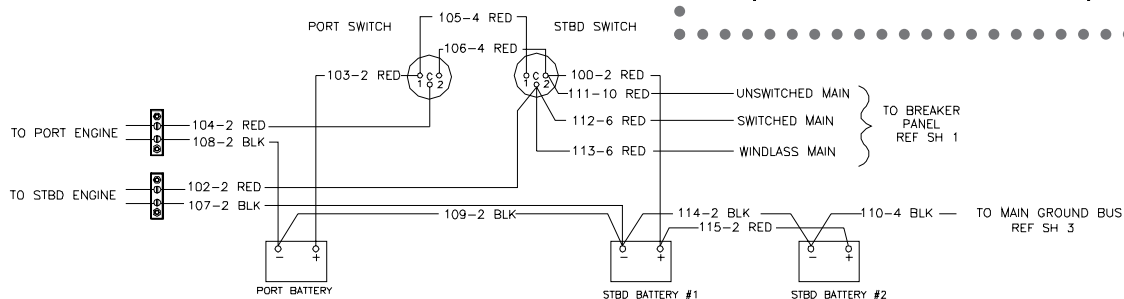 105-4 RED
PORT SWITCH
STBD SWITCH
106-4 RED
103-2 RED
1 C 2
1 C 2
100-2 RED
111-10 RED
UNSWITCHED MAIN
112-6 RED
SWITCHED MAIN
113-6 RED
WINDLASS MAIN
TO BREAKER
PANEL
REF SH 1
TO PORT ENGINE
104-2 RED
108-2 BLK
TO STBD ENGINE
102-2 RED
107-2 BLK
109-2 BLK
114-2 BLK
115-2 RED
110-4 BLK
TO MAIN GROUND BUS
REF SH 3
- +
- +
- +
PORT BATTERY
STBD BATTERY #1
STBD BATTERY #2